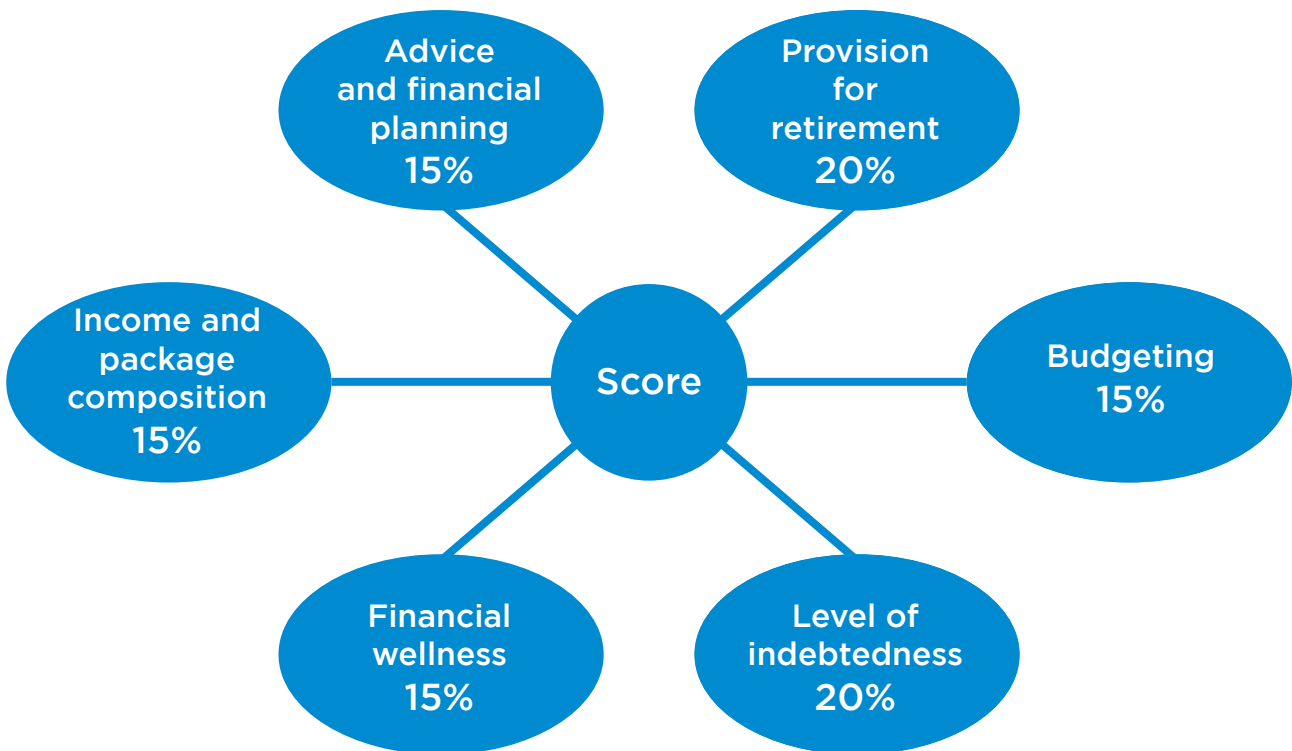 Advice
and financial
planning
15%
Provision
for
retirement
20%
Income and
package
composition
15%
Score
Budgeting
15%
Financial
wellness
15%
Level of
indebtedness
20%